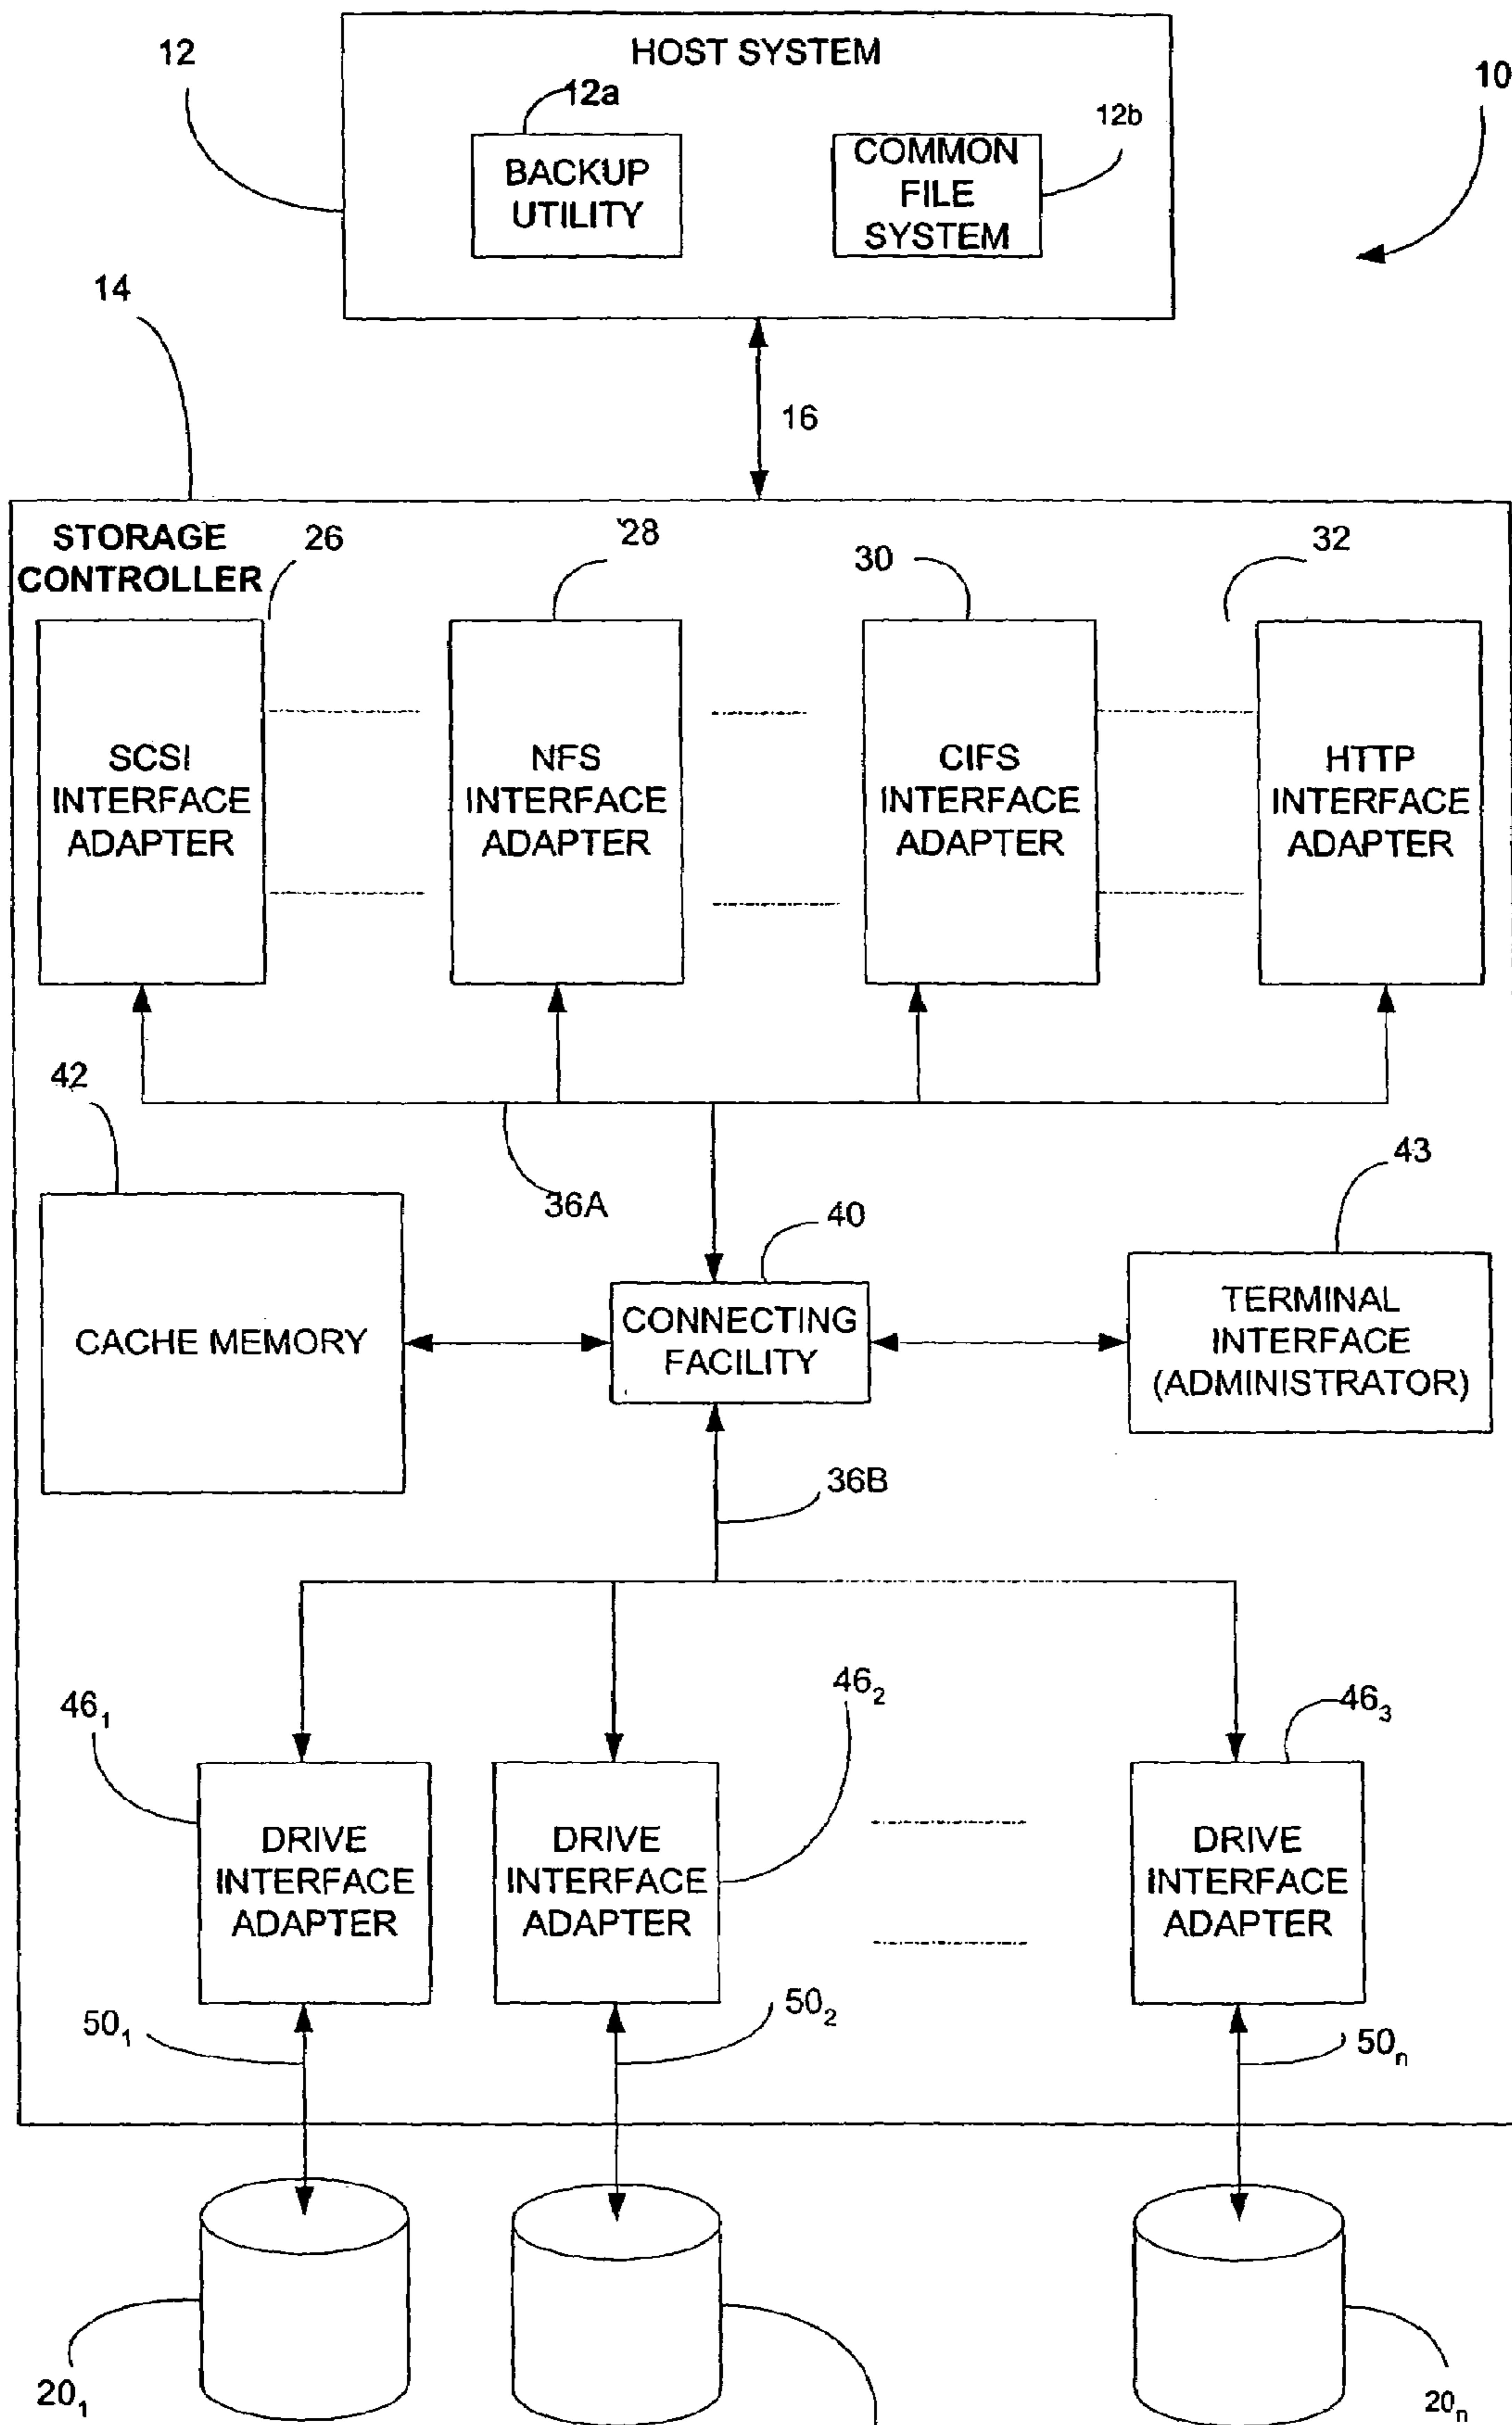 HOST SYSTEM
12
10
12a
12b
BACKUP
UTILITY
COMMON
FILE
SYSTEM
14
16
STORAGE
CONTROLLER
26
28
30
32
SCSI
INTERFACE
ADAPTER
NFS
INTERFACE
ADAPTER
CIFS
INTERFACE
ADAPTER
HTTP
INTERFACE
ADAPTER
42
36A
43
40
CACHE MEMORY
CONNECTING
FACILITY
TERMINAL
INTERFACE
(ADMINISTRATOR)
36B
46₁
46₂
46₃
DRIVE
INTERFACE
ADAPTER
DRIVE
INTERFACE
ADAPTER
DRIVE
INTERFACE
ADAPTER
50₁
50₂
50ₙ
20₁
20ₙ